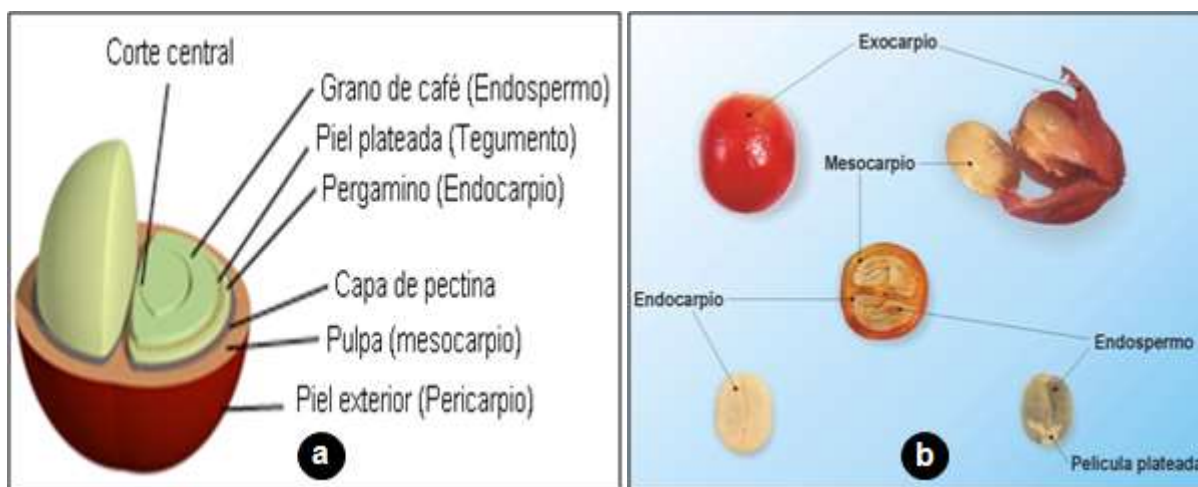 Corte central
Grano de café (Endospermo)
Piel plateada (Tegumento)
Pergamino (Endocarpio)
Capa de pectina
Pulpa (mesocarpio)
Piel exterior (Pericarpio)
a
Exocarpio
Mesocarpio
Endocarpio
Endospermo
Pelicula plateada
b